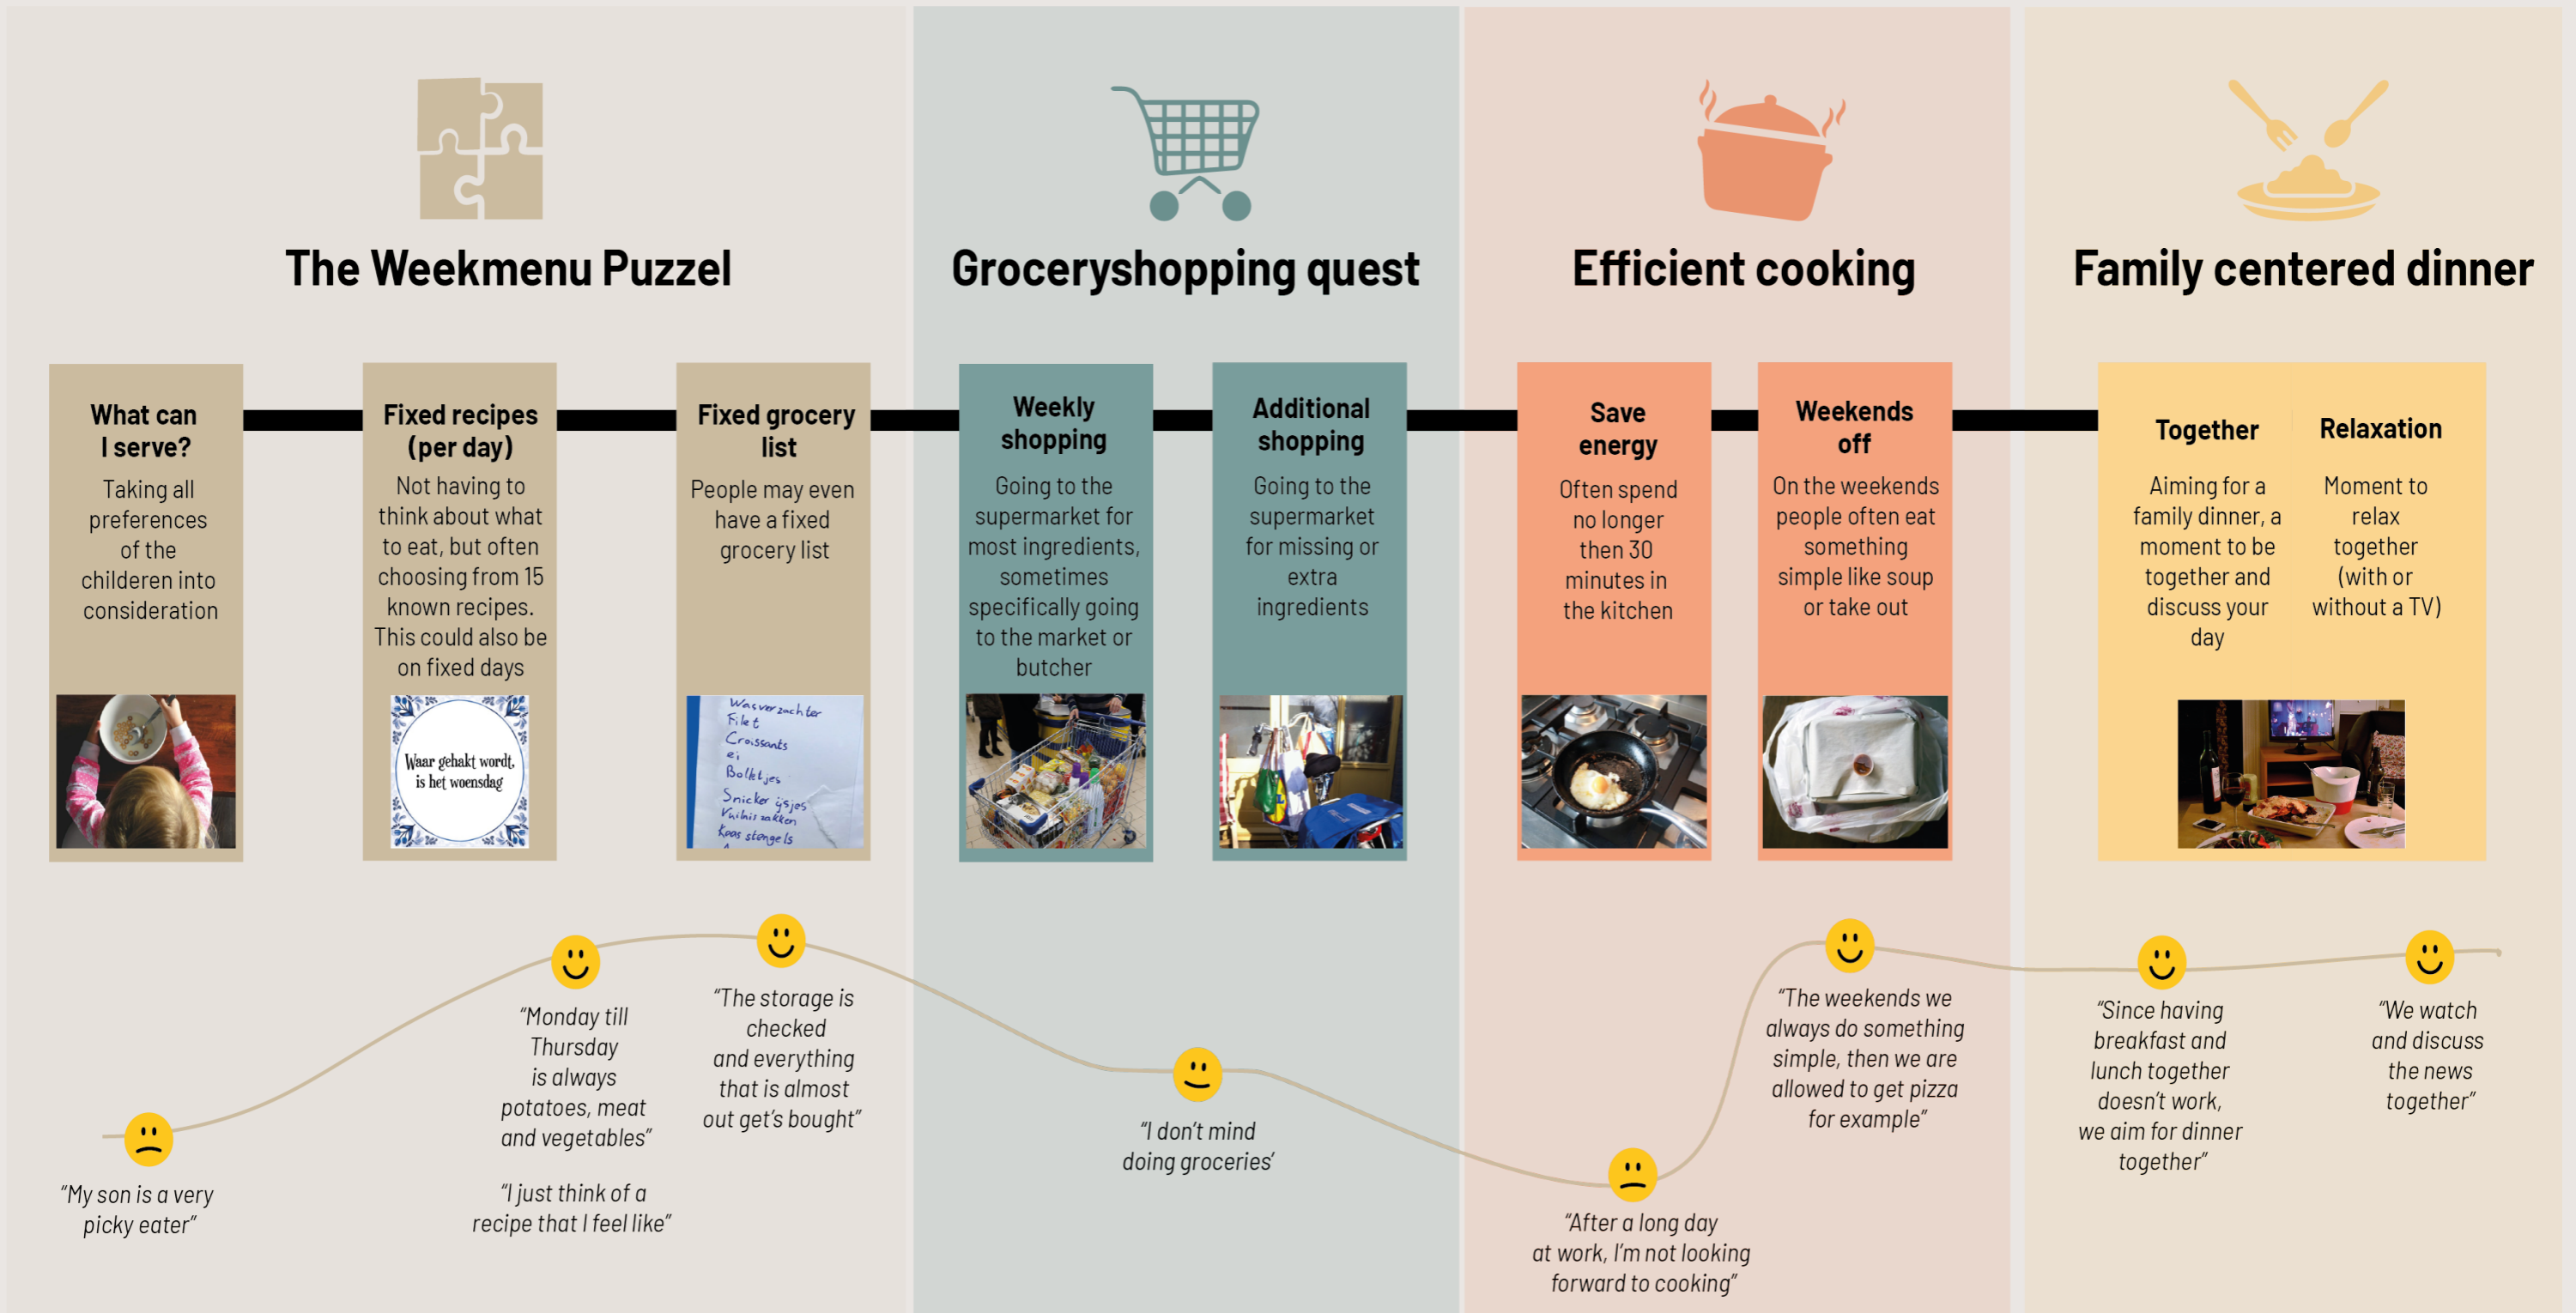 The Weekmenu Puzzel
What can
I serve?
Taking all
preferences
of the
childeren into
consideration
Fixed recipes
(per day)
Not having to
think about what
to eat, but often
choosing from 15
known recipes.
This could also be
on fixed days
Waar gehakt wordt,
is het woensdag
Fixed grocery
list
People may even
have a fixed
grocery list
Wasverzachter
Filet
Croissants
ei
Bolletjes
Snicker ijsjes
Vuilnis zakken
Kaas stengels
“My son is a very
picky eater”
“Monday till
Thursday
is always
potatoes, meat
and vegetables”
“I just think of a
recipe that I feel like”
“The storage is
checked
and everything
that is almost
out get’s bought”
Groceryshopping quest
Weekly
shopping
Going to the
supermarket for
most ingredients,
sometimes
specifically going
to the market or
butcher
Additional
shopping
Going to the
supermarket
for missing or
extra
ingredients
“I don’t mind
doing groceries’
Efficient cooking
Save
energy
Often spend
no longer
then 30
minutes in
the kitchen
Weekends
off
On the weekends
people often eat
something
simple like soup
or take out
“After a long day
at work, I’m not looking
forward to cooking”
“The weekends we
always do something
simple, then we are
allowed to get pizza
for example”
Family centered dinner
Together
Aiming for a
family dinner, a
moment to be
together and
discuss your
day
Relaxation
Moment to
relax
together
(with or
without a TV)
“Since having
breakfast and
lunch together
doesn’t work,
we aim for dinner
together”
“We watch
and discuss
the news
together”